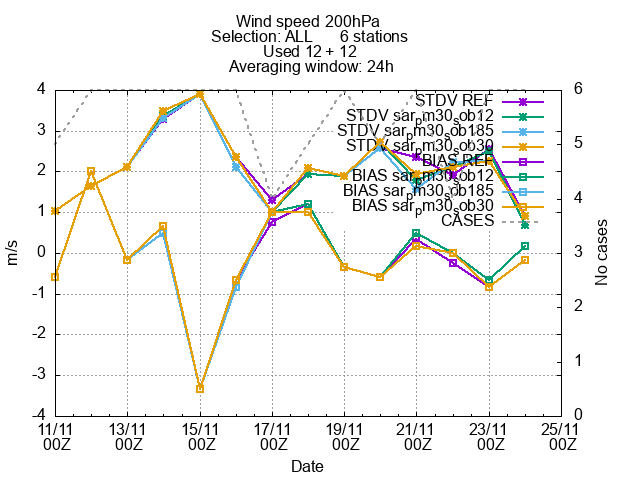 Wind speed 200hPa
Selection: ALL 6 stations
Used 12 + 12
Averaging window: 24h
STDV REF
STDV sar_pm30_sob12
STDV sar_pm30_sob185
STDV sar_pm30_sob30
BIAS REF
BIAS sar_pm30_sob12
BIAS sar_pm30_sob185
BIAS sar_pm30_sob30
CASES
4
3
2
1
0
-1
-2
-3
-4
m/s
6
5
4
3
2
1
0
No cases
11/11 13/11 15/11 17/11 19/11 21/11 23/11 25/11
00Z 00Z 00Z 00Z 00Z 00Z 00Z 00Z
Date